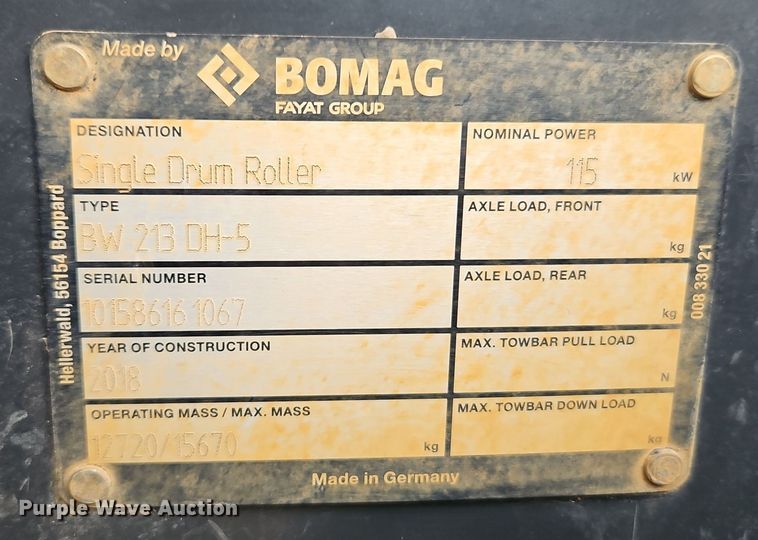 Made by BOMAG
FAYAT GROUP
DESIGNATION
Single Drum Roller
NOMINAL POWER
115 kW
TYPE
BW 213 DH-5
AXLE LOAD, FRONT
kg
SERIAL NUMBER
101586161067
AXLE LOAD, REAR
kg
YEAR OF CONSTRUCTION
2018
MAX. TOWBAR PULL LOAD
N
OPERATING MASS / MAX. MASS
12720/15670 kg
MAX. TOWBAR DOWN LOAD
kg
Made in Germany
Hellerwald, 56154 Boppard
008 330 21
Purple Wave Auction